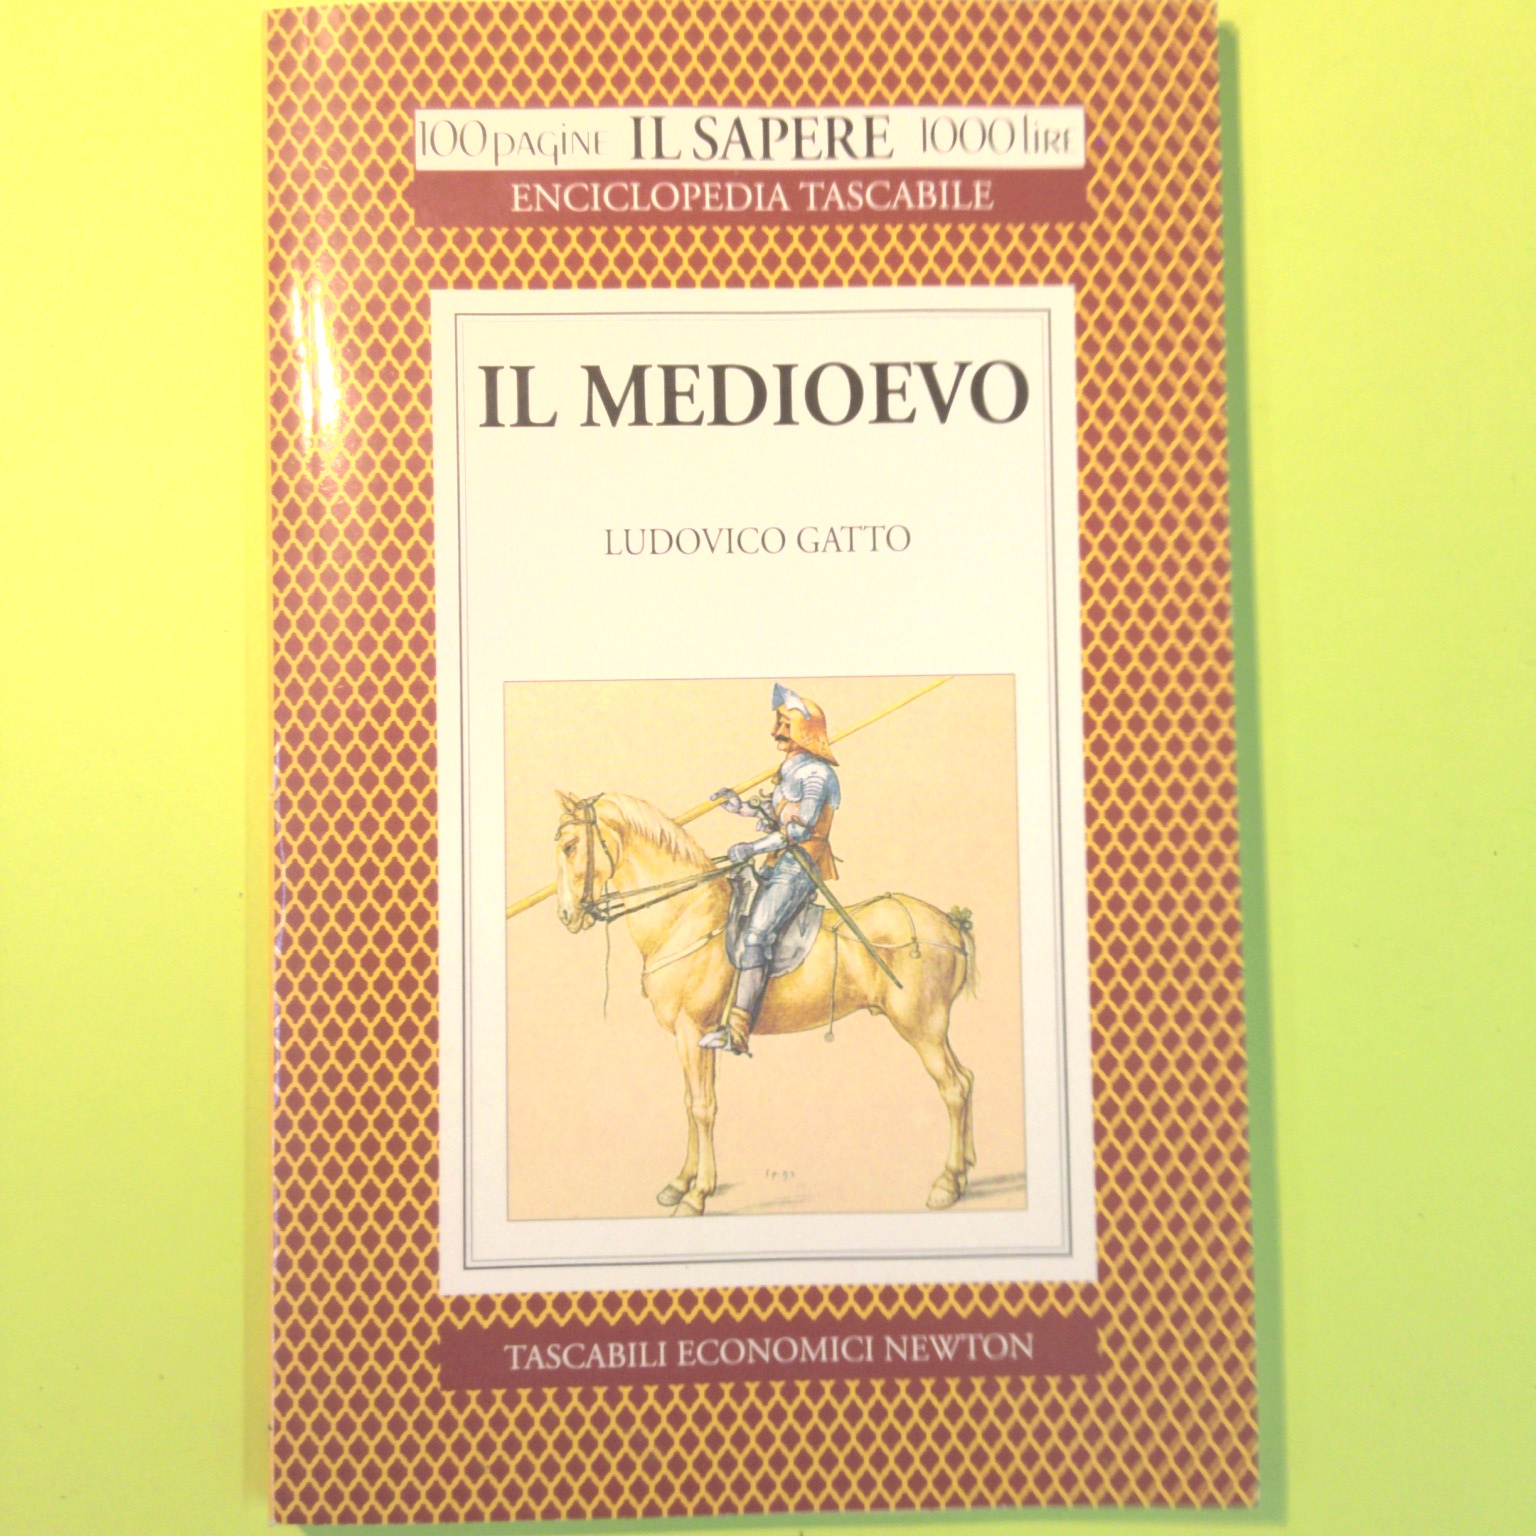 100 pagine IL SAPERE 1000 lire
ENCICLOPEDIA TASCABILE
IL MEDIOEVO
LUDOVICO GATTO
TASCABILI ECONOMICI NEWTON